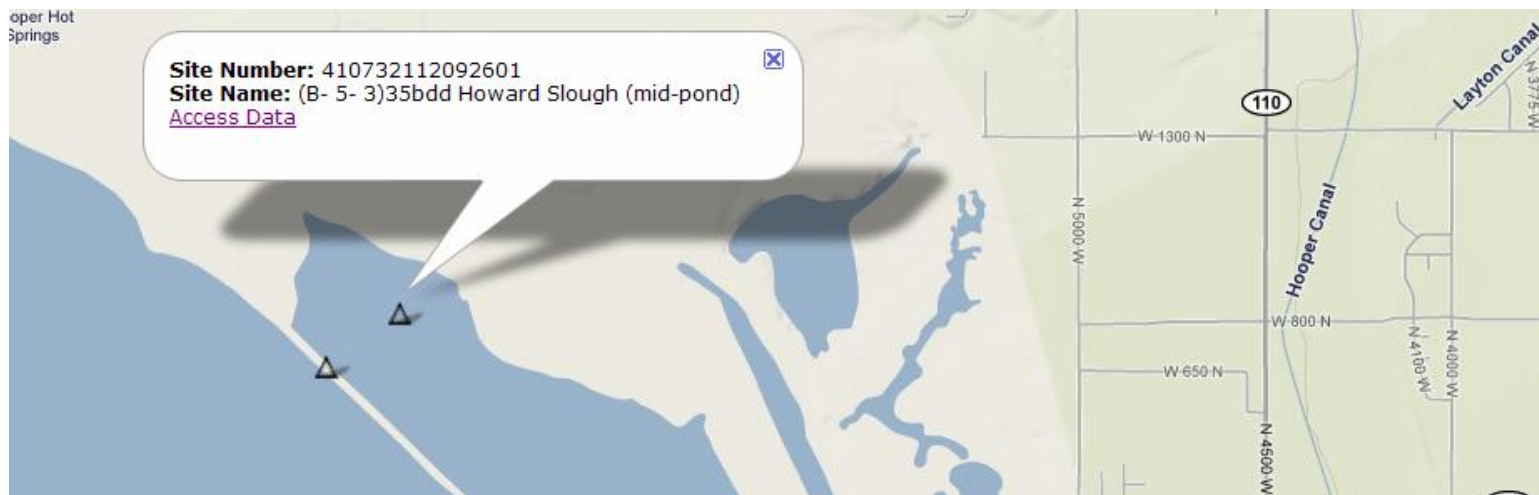 oper Hot
Springs
Site Number: 410732112092601
Site Name: (B- 5- 3)35bdd Howard Slough (mid-pond)
Access Data
110
Layton Canal
N 3775 W
W 1300 N
N 5000 W
Hooper Canal
W 800 N
N 4100 W
N 4000 W
W 650 N
N 4500 W